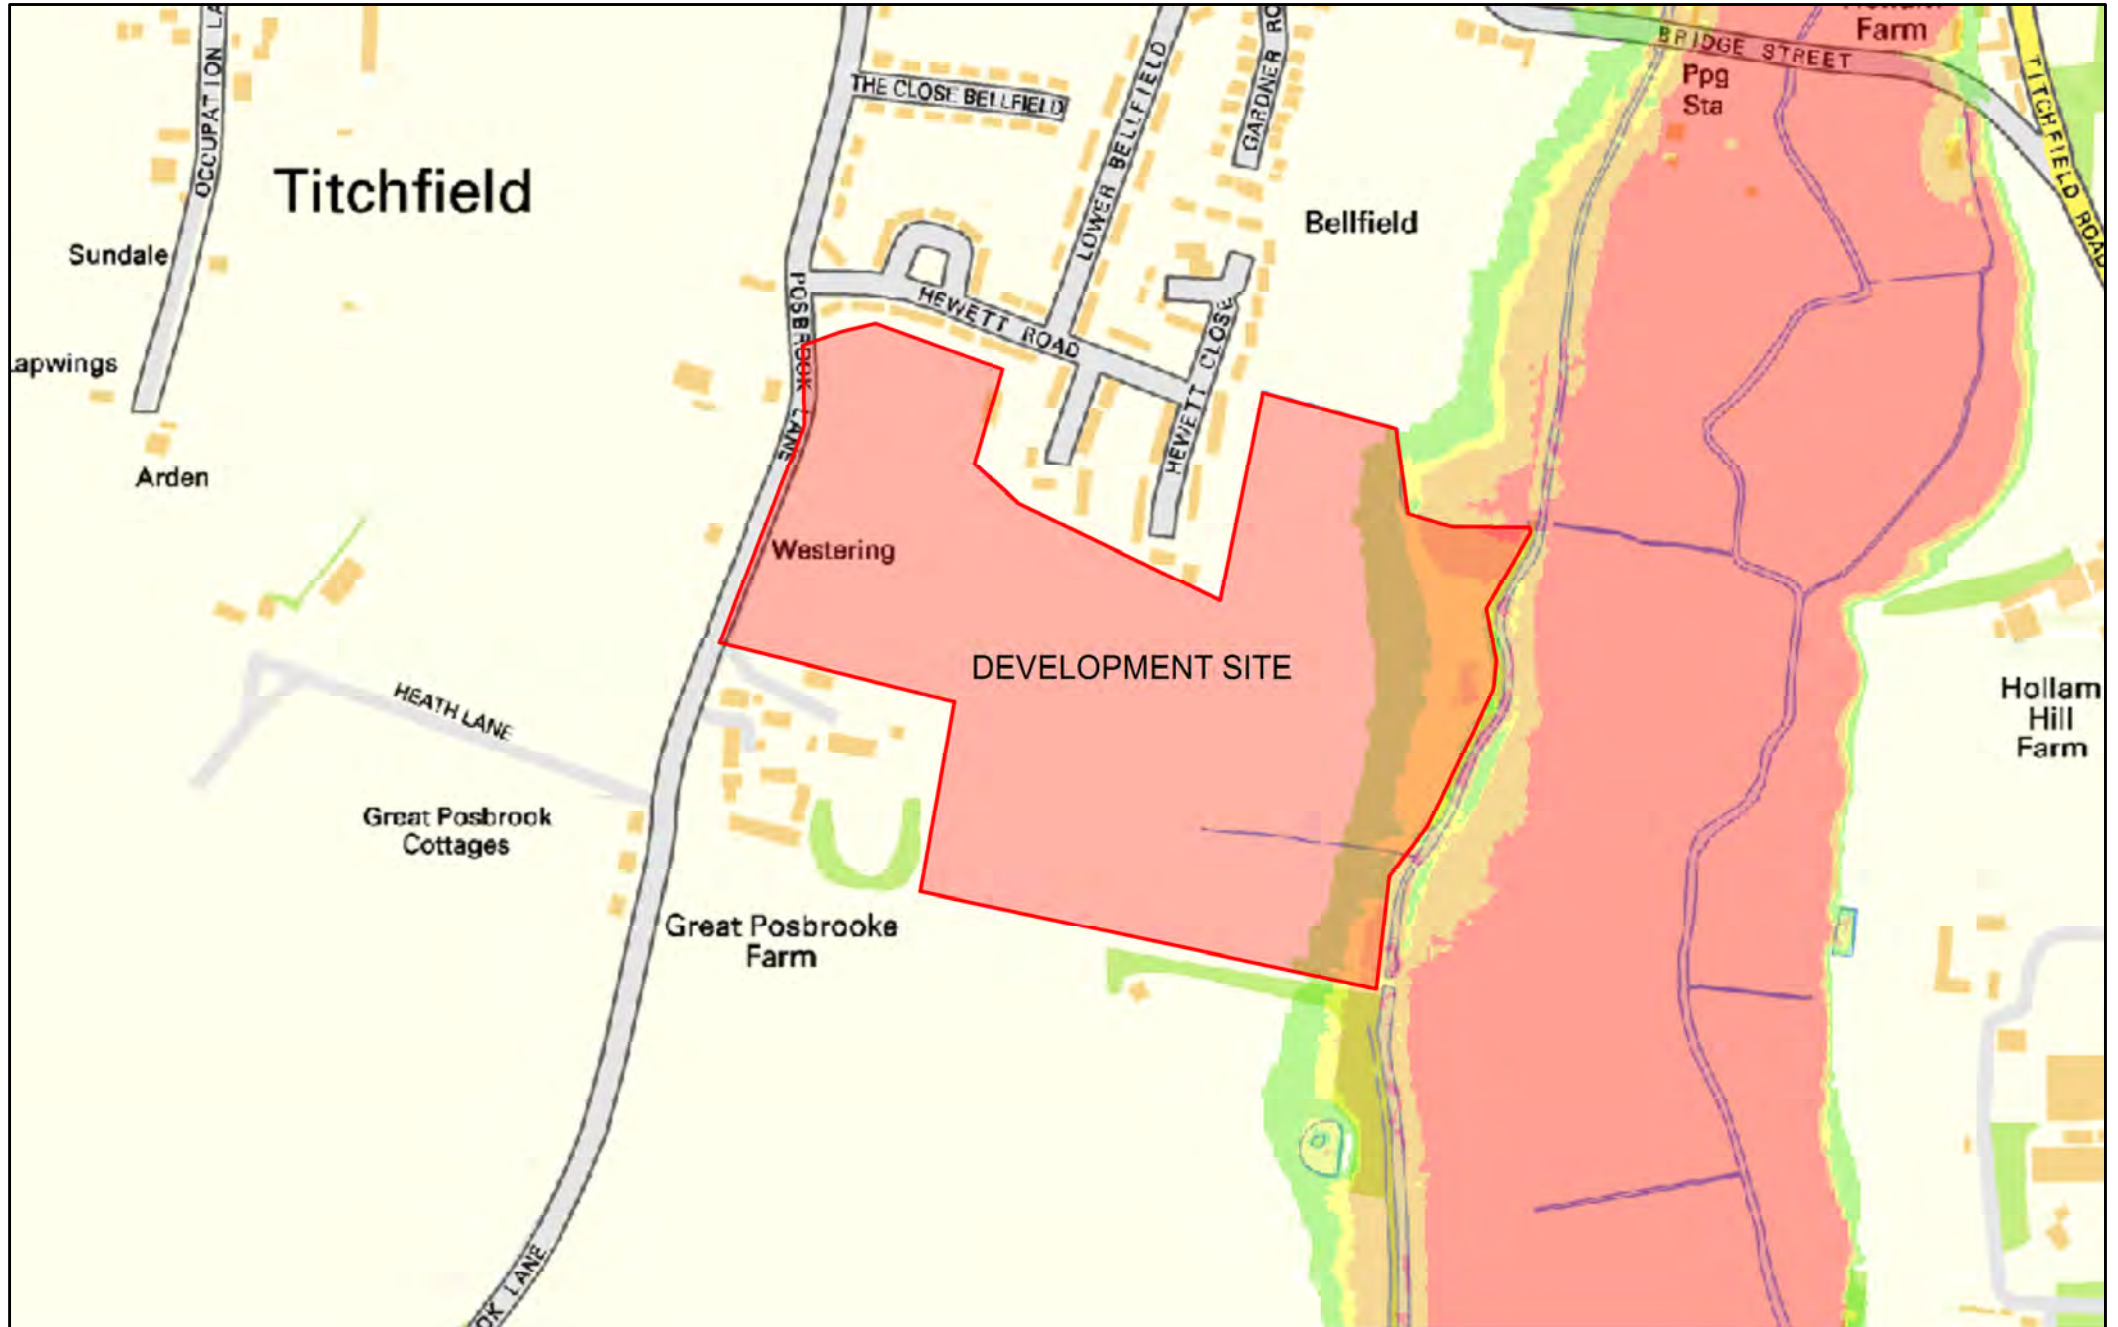 OCCUPATION LA
THE CLOSE BELLFIELD
LOWER BELLFIELD
GARDNER RO
Farm
BRIDGE STREET
Ppg
Sta
TITCHFIELD ROAD
Titchfield
Bellfield
Sundale
POSBROOK LANE
HEWETT ROAD
HEWETT CLOSE
apwings
Arden
Westering
DEVELOPMENT SITE
HEATH LANE
Hollam
Hill
Farm
Great Posbrook
Cottages
Great Posbrooke
Farm
OK LANE